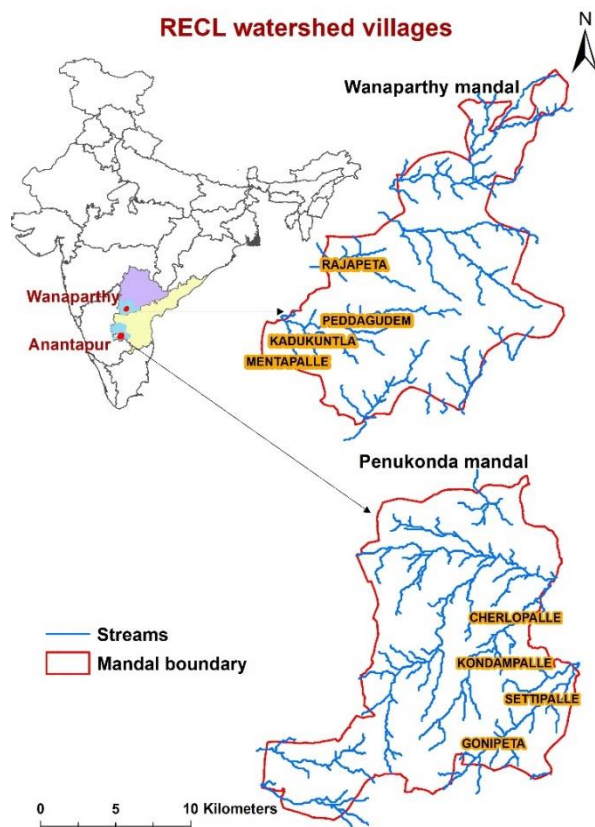 RECL watershed villages
N
Wanaparthy mandal
RAJAPETA
Wanaparthy
PEDDAGUDEM
Anantapur
KADUKUNTLA
MENTAPALLE
Penukonda mandal
CHERLOPALLE
Streams
KONDAMPALLE
Mandal boundary
SETTIPALLE
GONIPETA
0 5 10 Kilometers